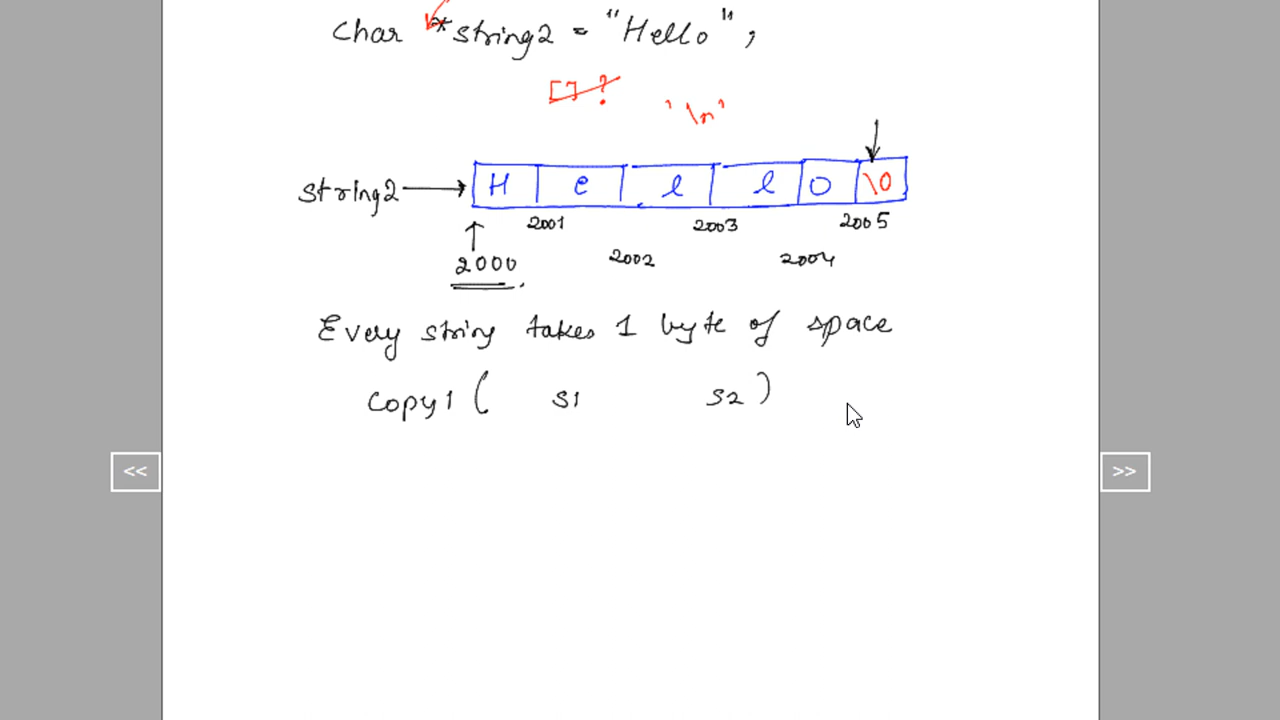 char *string2 = "Hello";
[] ?
'\n'
string2 H e l l o \0
2001 2003 2005
2000 2002 2004
Every string takes 1 byte of space
copy1( s1 s2)
<< >>